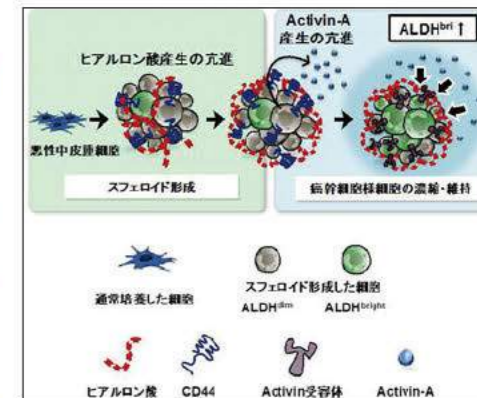 Activin-A
産生の亢進
ALDHbri ↑
ヒアルロン酸産生の亢進
悪性中皮腫細胞
スフェロイド形成
癌幹細胞様細胞の濃縮・維持
通常培養した細胞
スフェロイド形成した細胞
ALDHdim
ALDHbright
ヒアルロン酸
CD44
Activin受容体
Activin-A